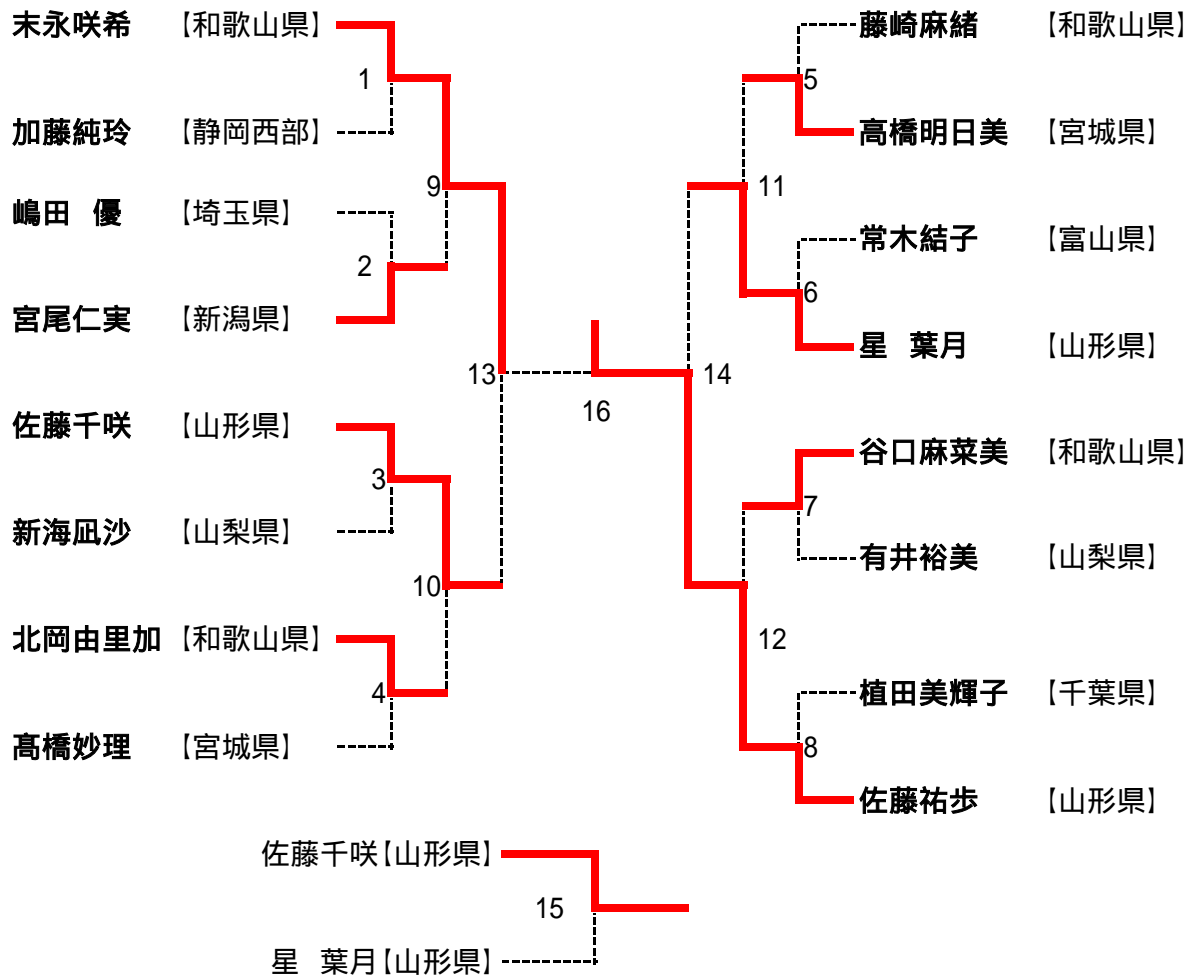 末永咲希 【和歌山県】
1
加藤純玲 【静岡西部】
9
嶋田 優 【埼玉県】
2
宮尾仁実 【新潟県】
13
佐藤千咲 【山形県】
3
新海凪沙 【山梨県】
10
北岡由里加 【和歌山県】
4
髙橋妙理 【宮城県】
16
藤崎麻緒 【和歌山県】
5
高橋明日美 【宮城県】
11
常木結子 【富山県】
6
星 葉月 【山形県】
14
谷口麻菜美 【和歌山県】
7
有井裕美 【山梨県】
12
植田美輝子 【千葉県】
8
佐藤祐歩 【山形県】
佐藤千咲【山形県】
15
星 葉月【山形県】